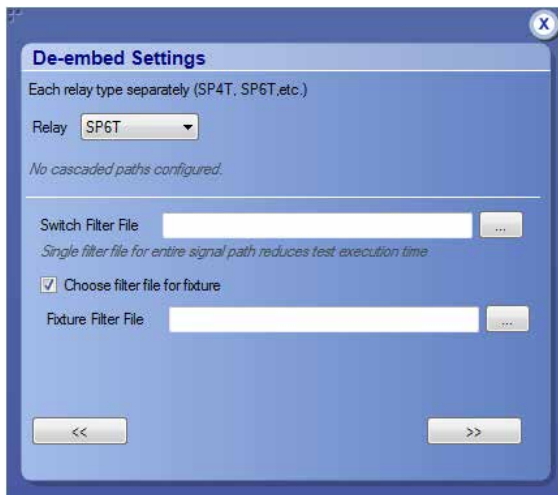 X
De-embed Settings
Each relay type separately (SP4T, SP6T,etc.)
Relay SP6T
No cascaded paths configured.
Switch Filter File ...
Single filter file for entire signal path reduces test execution time
Choose filter file for fixture
Fixture Filter File ...
<< >>